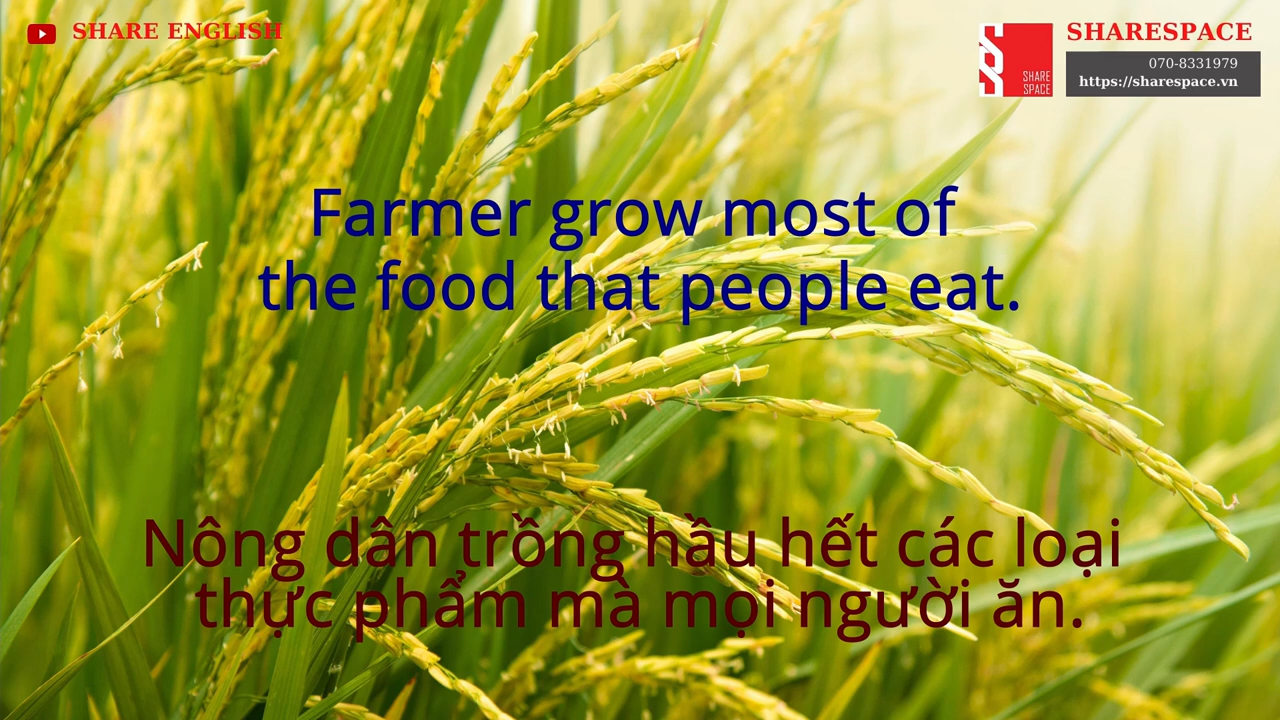 SHARE ENGLISH
SHARESPACE
070-8331979
https://sharespace.vn
SHARE
SPACE
Farmer grow most of
the food that people eat.
Nông dân trồng hầu hết các loại
thực phẩm mà mọi người ăn.